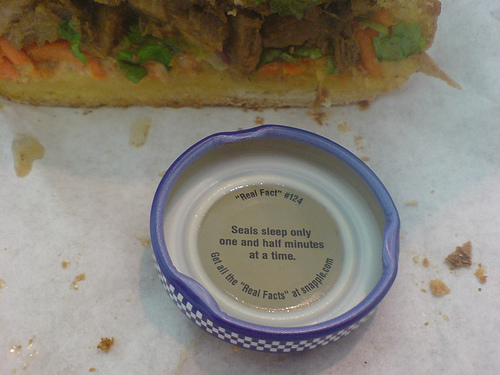 "Real Fact" #124
Seals sleep only
one and half minutes
at a time.
Get all the "Real Facts" at snapple.com